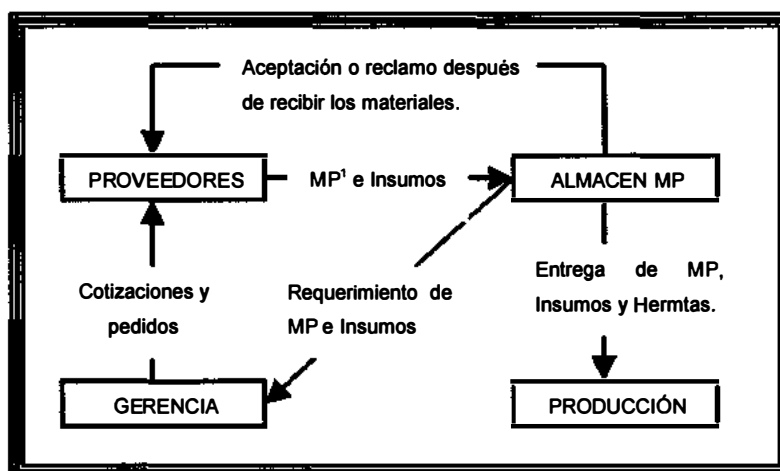 Aceptación o reclamo después
de recibir los materiales.
PROVEEDORES
MP¹ e Insumos
ALMACEN MP
Cotizaciones y
pedidos
Requerimiento de
MP e Insumos
Entrega de MP,
Insumos y Hermtas.
GERENCIA
PRODUCCIÓN